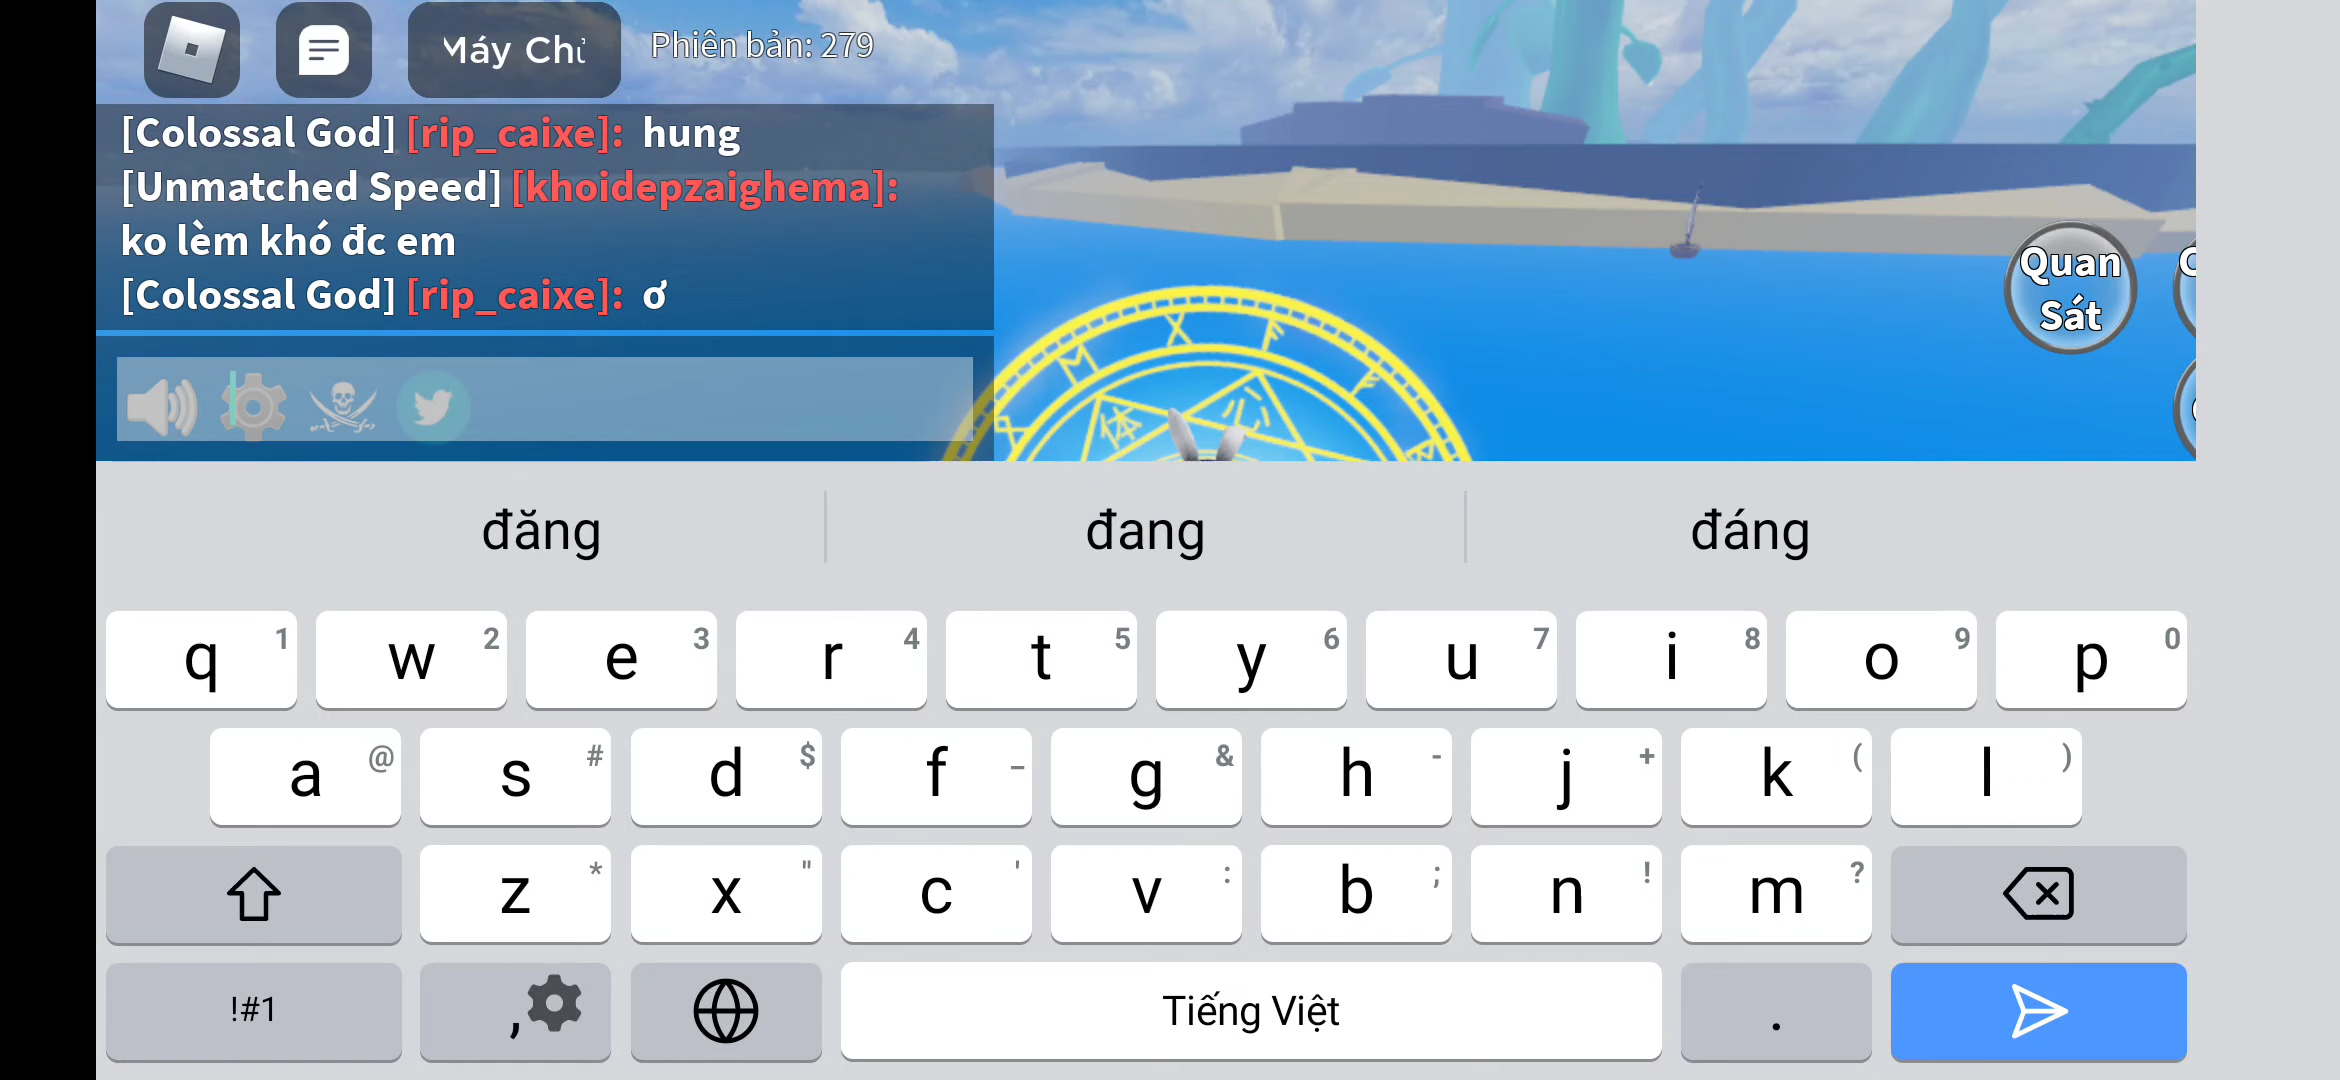 Máy Chủ
Phiên bản: 279
[Colossal God] [rip_caixe]: hung
[Unmatched Speed] [khoidepzaighema]:
ko lèm khó đc em
[Colossal God] [rip_caixe]: ơ
Quan
Sát
体 心
đăng đang đáng
q 1 w 2 e 3 r 4 t 5 y 6 u 7 i 8 o 9 p 0
a @ s # d $ f _ g & h - j + k ( l )
z * x " c ' v : b ; n ! m ?
!#1 , Tiếng Việt .